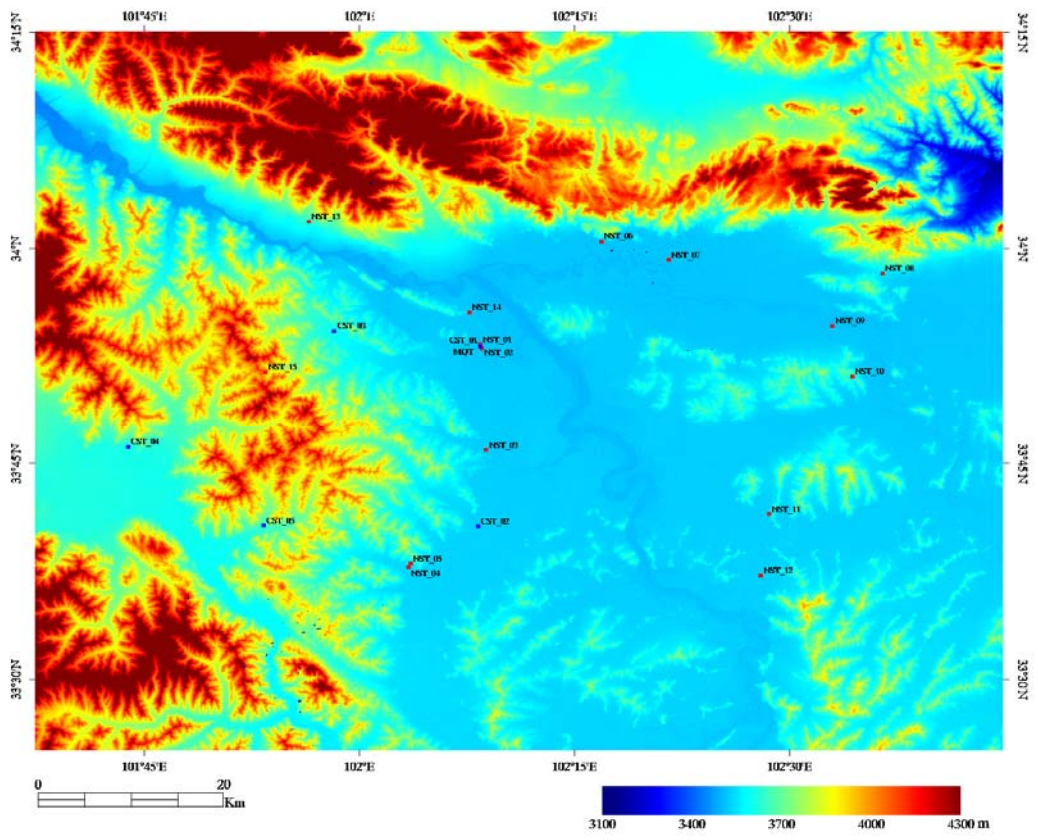 101°45'E 102°E 102°15'E 102°30'E
34°15'N 34°15'N
NST_13
34°N 34°N
NST_06
NST_07
NST_08
NST_14
NST_09
CST_03
CST_01 NST_01
MQT NST_02
NST_15
NST_10
CST_04
NST_03
33°45'N 33°45'N
NST_11
CST_05
CST_02
NST_05
NST_04
NST_12
33°30'N 33°30'N
101°45'E 102°E 102°15'E 102°30'E
0 20
Km
3100 3400 3700 4000 4300 m